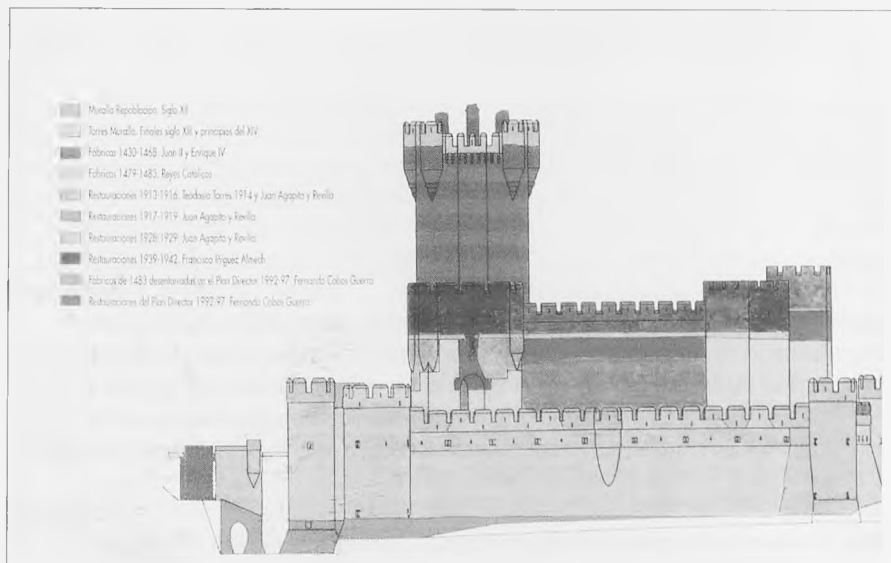 Muralla Repoblación. Siglo XII
Torres Muralla. Finales siglo XIII y principios del XIV
Fábricas 1430-1468. Juan II y Enrique IV
Fábricas 1479-1483. Reyes Católicos
Restauraciones 1913-1916. Teodosio Torres 1914 y Juan Agapito y Revilla
Restauraciones 1917-1919. Juan Agapito y Revilla
Restauraciones 1928-1929. Juan Agapito y Revilla
Restauraciones 1939-1942. Francisco Iñiguez Almech
Fábricas de 1483 desenterradas en el Plan Director 1992-97. Fernando Cobos Guerra
Restauraciones del Plan Director 1992-97. Fernando Cobos Guerra